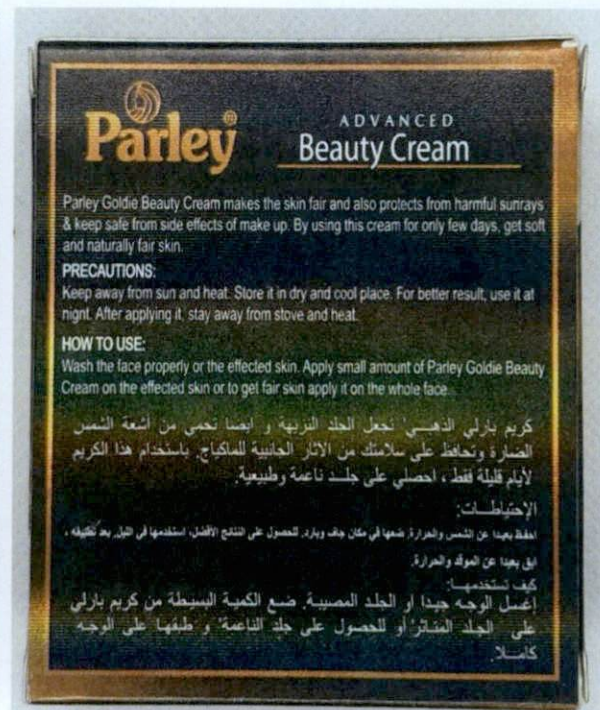 Parley®
ADVANCED
Beauty Cream
Parley Goldie Beauty Cream makes the skin fair and also protects from harmful sunrays
& keep safe from side effects of make up. By using this cream for only few days, get soft
and naturally fair skin.
PRECAUTIONS:
Keep away from sun and heat. Store it in dry and cool place. For better result, use it at
night. After applying it, stay away from stove and heat.
HOW TO USE:
Wash the face properly or the effected skin. Apply small amount of Parley Goldie Beauty
Cream on the effected skin or to get fair skin apply it on the whole face.
كريم بارلي الذهبي' تجعل الجلد النزيهة و ايضا تحمي من أشعة الشمس
الضارة وتحافظ على سلامتك من الآثار الجانبية للماكياج. باستخدام هذا الكريم
لأيام قليلة فقط، احصلي على جلد ناعمة وطبيعية.
الإحتياطات:
احفظ بعيدا عن الشمس والحرارة. ضعها في مكان جاف وبارد. للحصول على النتائج الأفضل، استخدمها في الليل. بعد تطبيقه ،
ابق بعيدا عن الموقد والحرارة.
كيف تستخدمها:
إغسل الوجه جيدا او الجلد المصيبة. ضع الكمية البسيطة من كريم بارلي
على الجلد المتاثر' أو للحصول على جلد الناعمة' و طبقها على الوجه
كاملا.